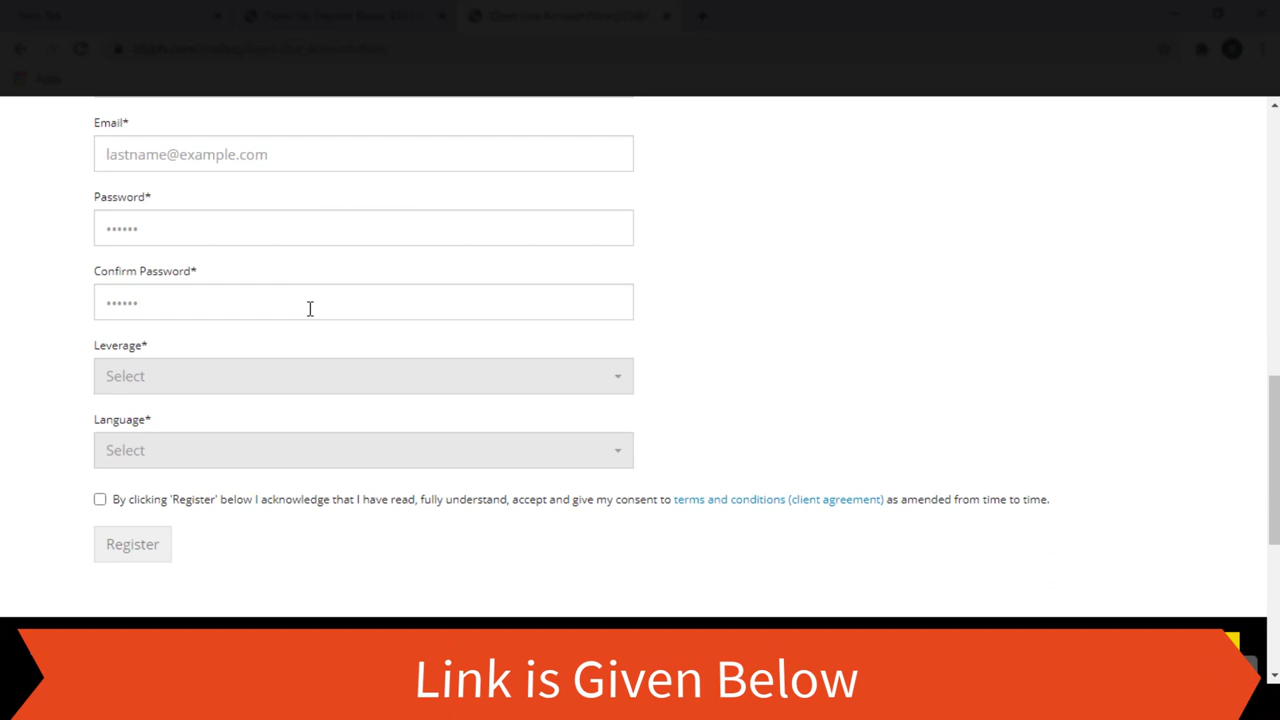 Email*
lastname@example.com
Password*
••••••
Confirm Password*
••••••
Leverage*
Select
Language*
Select
By clicking 'Register' below I acknowledge that I have read, fully understand, accept and give my consent to terms and conditions (client agreement) as amended from time to time.
Register
Link is Given Below